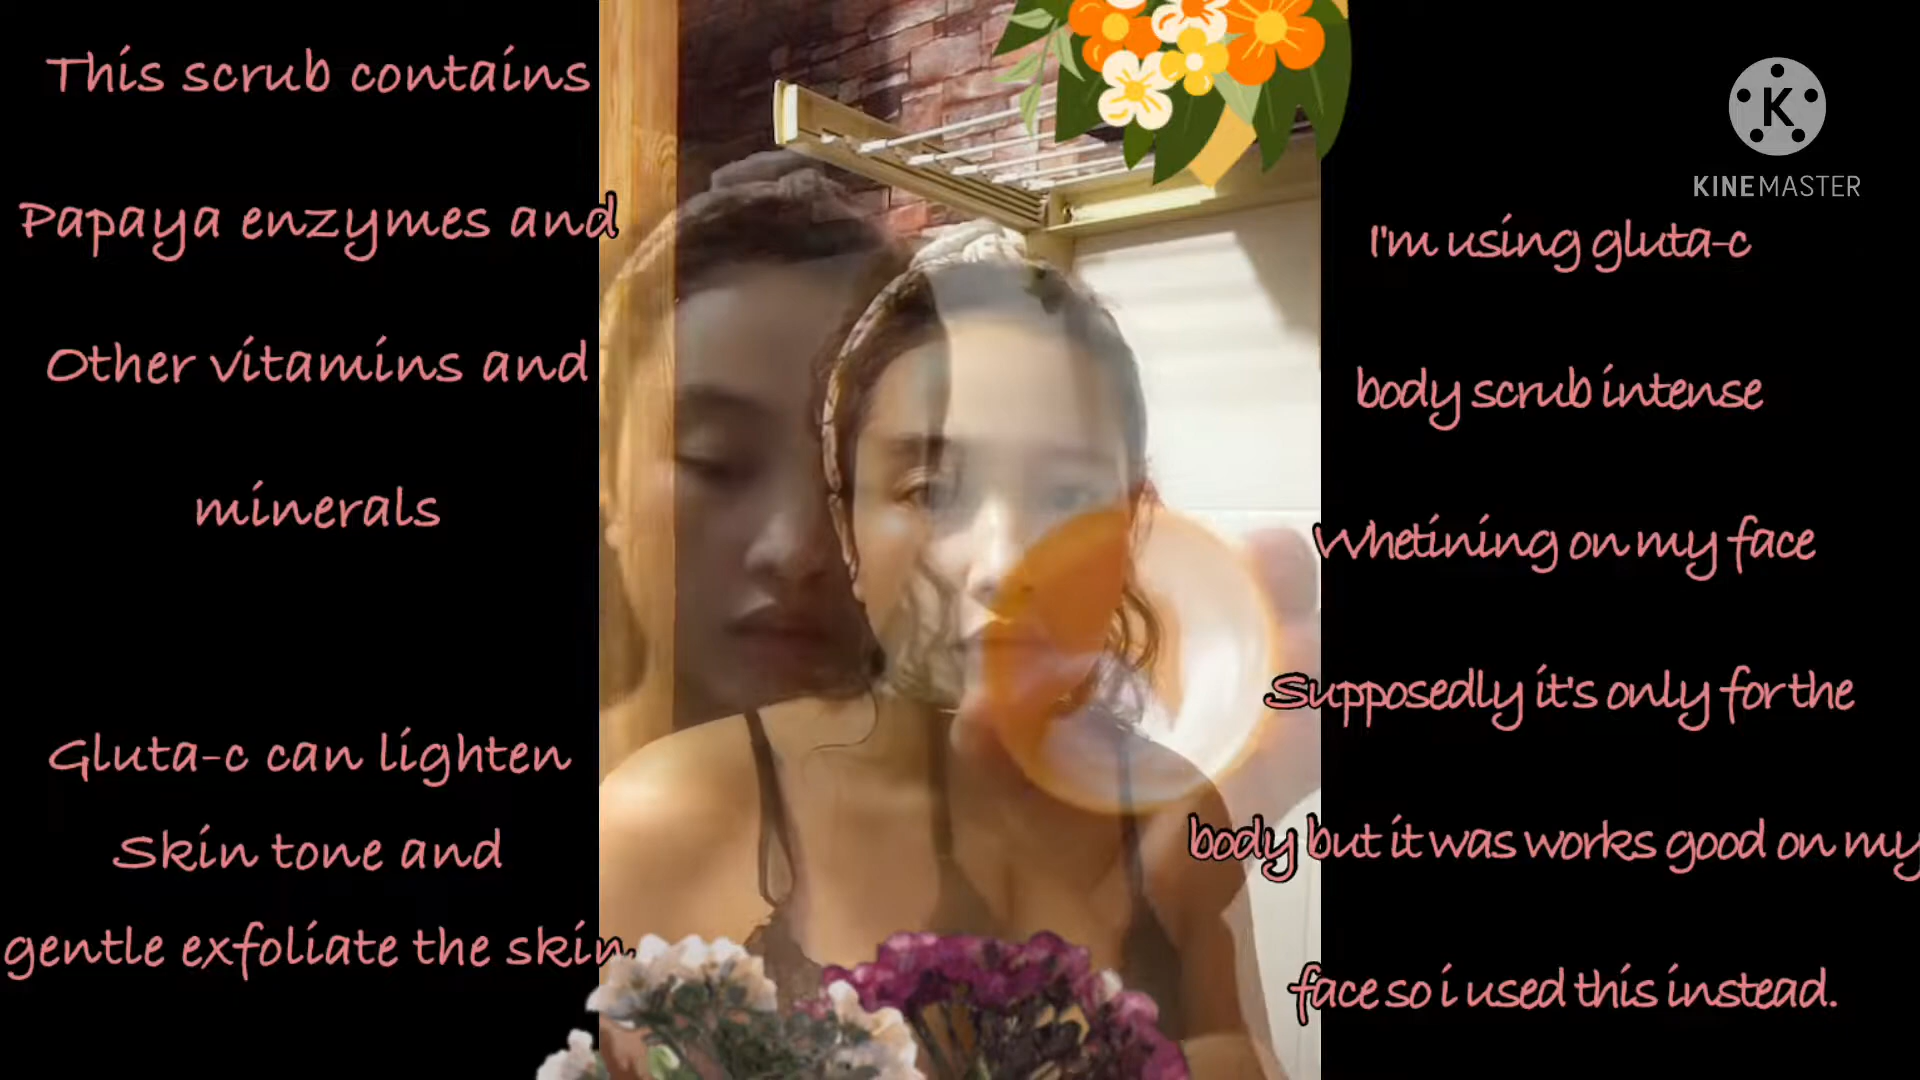 This scrub contains
Papaya enzymes and
Other vitamins and
minerals
Gluta-c can lighten
Skin tone and
gentle exfoliate the skin
KINEMASTER
I'm using gluta-c
body scrub intense
Whetining on my face
Supposedly it's only for the
body but it was works good on my
face so i used this instead.